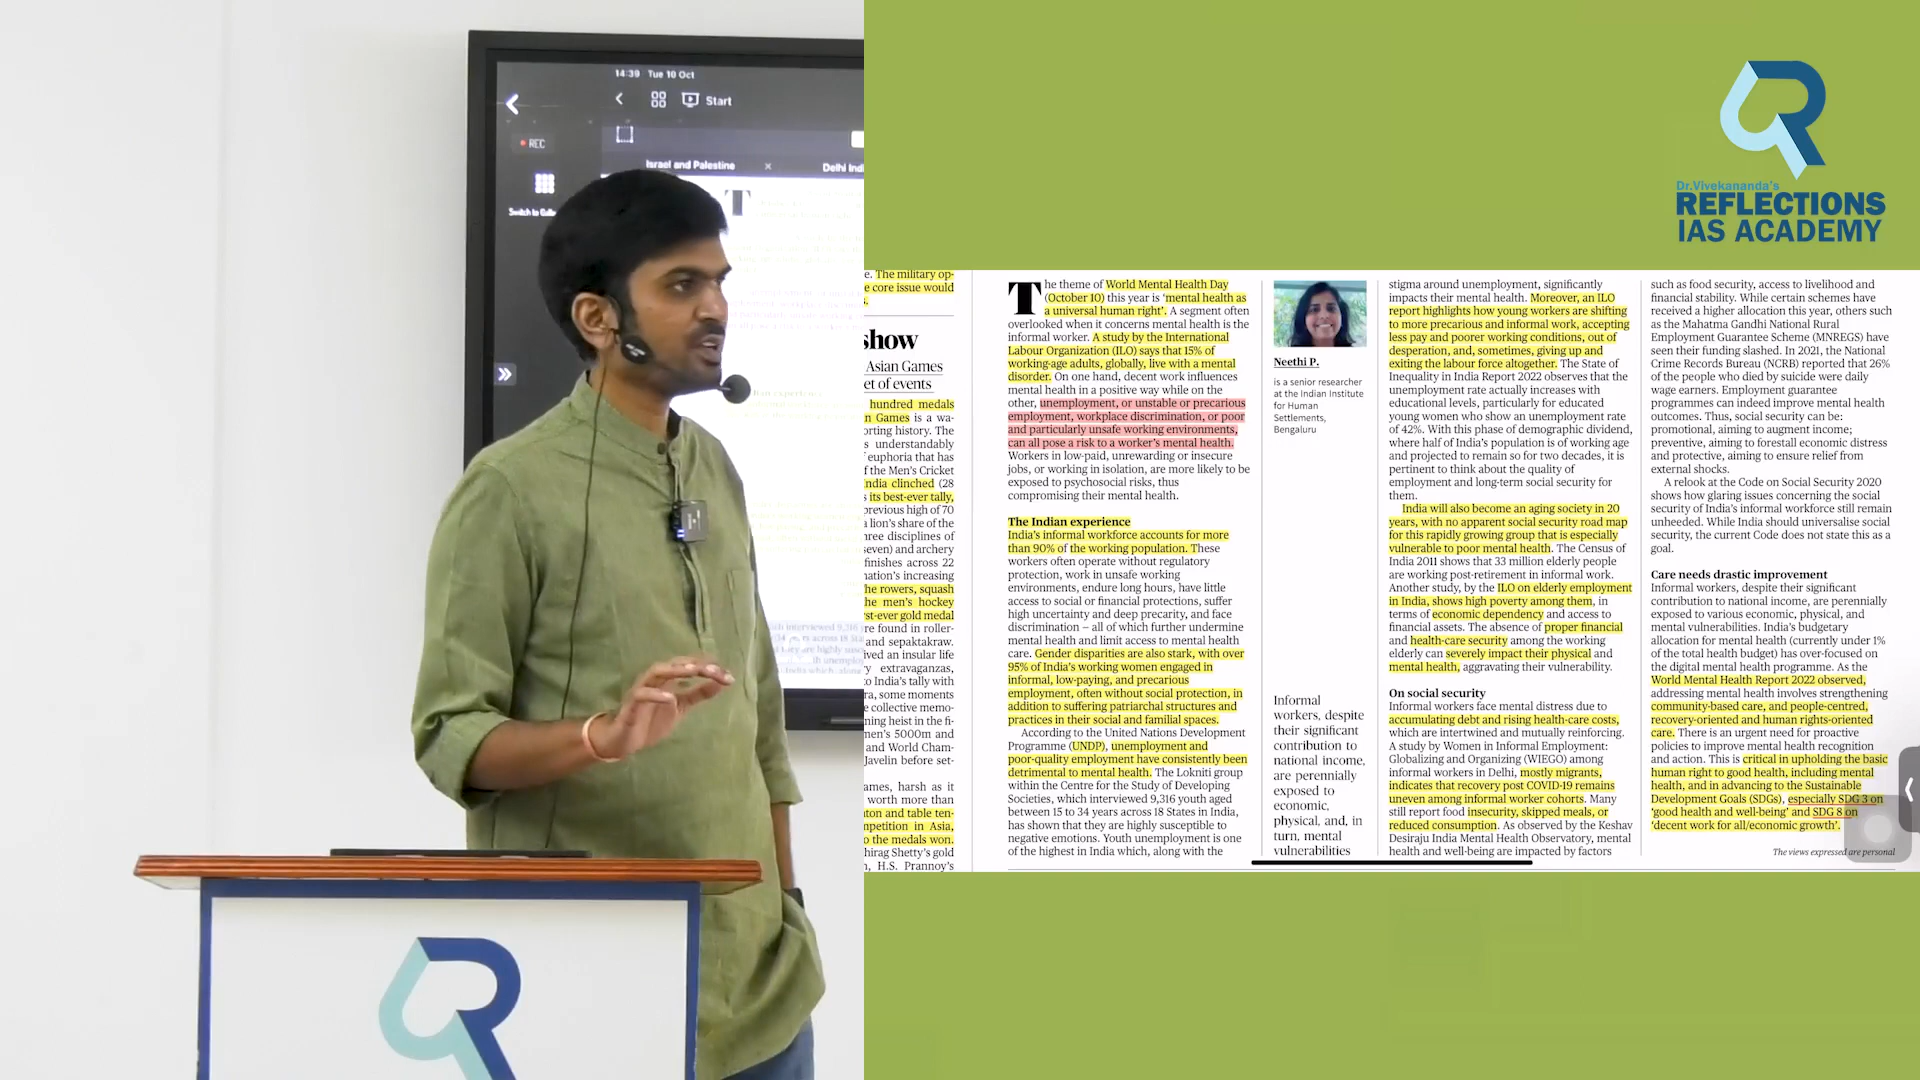 14:39 Tue 10 Oct
Start
REC
Israel and Palestine
Switch to
Dr.Vivekananda's
REFLECTIONS
IAS ACADEMY
e. The military op-
e core issue would
s.
show
Asian Games
et of events
hundred medals
n Games is a wa-
orting history. The
s understandably
f euphoria that has
f the Men's Cricket
India clinched (28
its best-ever tally,
previous high of 70
lion's share of the
hree disciplines of
seven) and archery
finishes across 22
nation's increasing
he rowers, squash
he men's hockey
rst-ever gold medal
re found in roller-
and sepaktakraw.
ived an insular life
y extravaganzas,
to India's tally with
ra, some moments
e collective memo-
ning heist in the fi-
men's 5000m and
and World Cham-
Javelin before set-
ames, harsh as it
worth more than
nton and table ten-
mpetition in Asia,
o the medals won.
hirag Shetty's gold
n, H.S. Prannoy's
The theme of World Mental Health Day
(October 10) this year is 'mental health as
a universal human right'. A segment often
overlooked when it concerns mental health is the
informal worker. A study by the International
Labour Organization (ILO) says that 15% of
working-age adults, globally, live with a mental
disorder. On one hand, decent work influences
mental health in a positive way while on the
other, unemployment, or unstable or precarious
employment, workplace discrimination, or poor
and particularly unsafe working environments,
can all pose a risk to a worker's mental health.
Workers in low-paid, unrewarding or insecure
jobs, or working in isolation, are more likely to be
exposed to psychosocial risks, thus
compromising their mental health.
The Indian experience
India's informal workforce accounts for more
than 90% of the working population. These
workers often operate without regulatory
protection, work in unsafe working
environments, endure long hours, have little
access to social or financial protections, suffer
high uncertainty and deep precarity, and face
discrimination – all of which further undermine
mental health and limit access to mental health
care. Gender disparities are also stark, with over
95% of India's working women engaged in
informal, low-paying, and precarious
employment, often without social protection, in
addition to suffering patriarchal structures and
practices in their social and familial spaces.
According to the United Nations Development
Programme (UNDP), unemployment and
poor-quality employment have consistently been
detrimental to mental health. The Lokniti group
within the Centre for the Study of Developing
Societies, which interviewed 9,316 youth aged
between 15 to 34 years across 18 States in India,
has shown that they are highly susceptible to
negative emotions. Youth unemployment is one
of the highest in India which, along with the
Neethi P.
is a senior researcher
at the Indian Institute
for Human
Settlements,
Bengaluru
Informal
workers, despite
their significant
contribution to
national income,
are perennially
exposed to
economic,
physical, and, in
turn, mental
vulnerabilities
stigma around unemployment, significantly
impacts their mental health. Moreover, an ILO
report highlights how young workers are shifting
to more precarious and informal work, accepting
less pay and poorer working conditions, out of
desperation, and, sometimes, giving up and
exiting the labour force altogether. The State of
Inequality in India Report 2022 observes that the
unemployment rate actually increases with
educational levels, particularly for educated
young women who show an unemployment rate
of 42%. With this phase of demographic dividend,
where half of India's population is of working age
and projected to remain so for two decades, it is
pertinent to think about the quality of
employment and long-term social security for
them.
India will also become an aging society in 20
years, with no apparent social security road map
for this rapidly growing group that is especially
vulnerable to poor mental health. The Census of
India 2011 shows that 33 million elderly people
are working post-retirement in informal work.
Another study, by the ILO on elderly employment
in India, shows high poverty among them, in
terms of economic dependency and access to
financial assets. The absence of proper financial
and health-care security among the working
elderly can severely impact their physical and
mental health, aggravating their vulnerability.
On social security
Informal workers face mental distress due to
accumulating debt and rising health-care costs,
which are intertwined and mutually reinforcing.
A study by Women in Informal Employment:
Globalizing and Organizing (WIEGO) among
informal workers in Delhi, mostly migrants,
indicates that recovery post COVID-19 remains
uneven among informal worker cohorts. Many
still report food insecurity, skipped meals, or
reduced consumption. As observed by the Keshav
Desiraju India Mental Health Observatory, mental
health and well-being are impacted by factors
such as food security, access to livelihood and
financial stability. While certain schemes have
received a higher allocation this year, others such
as the Mahatma Gandhi National Rural
Employment Guarantee Scheme (MNREGS) have
seen their funding slashed. In 2021, the National
Crime Records Bureau (NCRB) reported that 26%
of the people who died by suicide were daily
wage earners. Employment guarantee
programmes can indeed improve mental health
outcomes. Thus, social security can be:
promotional, aiming to augment income;
preventive, aiming to forestall economic distress
and protective, aiming to ensure relief from
external shocks.
A relook at the Code on Social Security 2020
shows how glaring issues concerning the social
security of India's informal workforce still remain
unheeded. While India should universalise social
security, the current Code does not state this as a
goal.
Care needs drastic improvement
Informal workers, despite their significant
contribution to national income, are perennially
exposed to various economic, physical, and
mental vulnerabilities. India's budgetary
allocation for mental health (currently under 1%
of the total health budget) has over-focused on
the digital mental health programme. As the
World Mental Health Report 2022 observed,
addressing mental health involves strengthening
community-based care, and people-centred,
recovery-oriented and human rights-oriented
care. There is an urgent need for proactive
policies to improve mental health recognition
and action. This is critical in upholding the basic
human right to good health, including mental
health, and in advancing to the Sustainable
Development Goals (SDGs), especially SDG 3 on
'good health and well-being' and SDG 8 on
'decent work for all/economic growth'.
The views expressed are personal